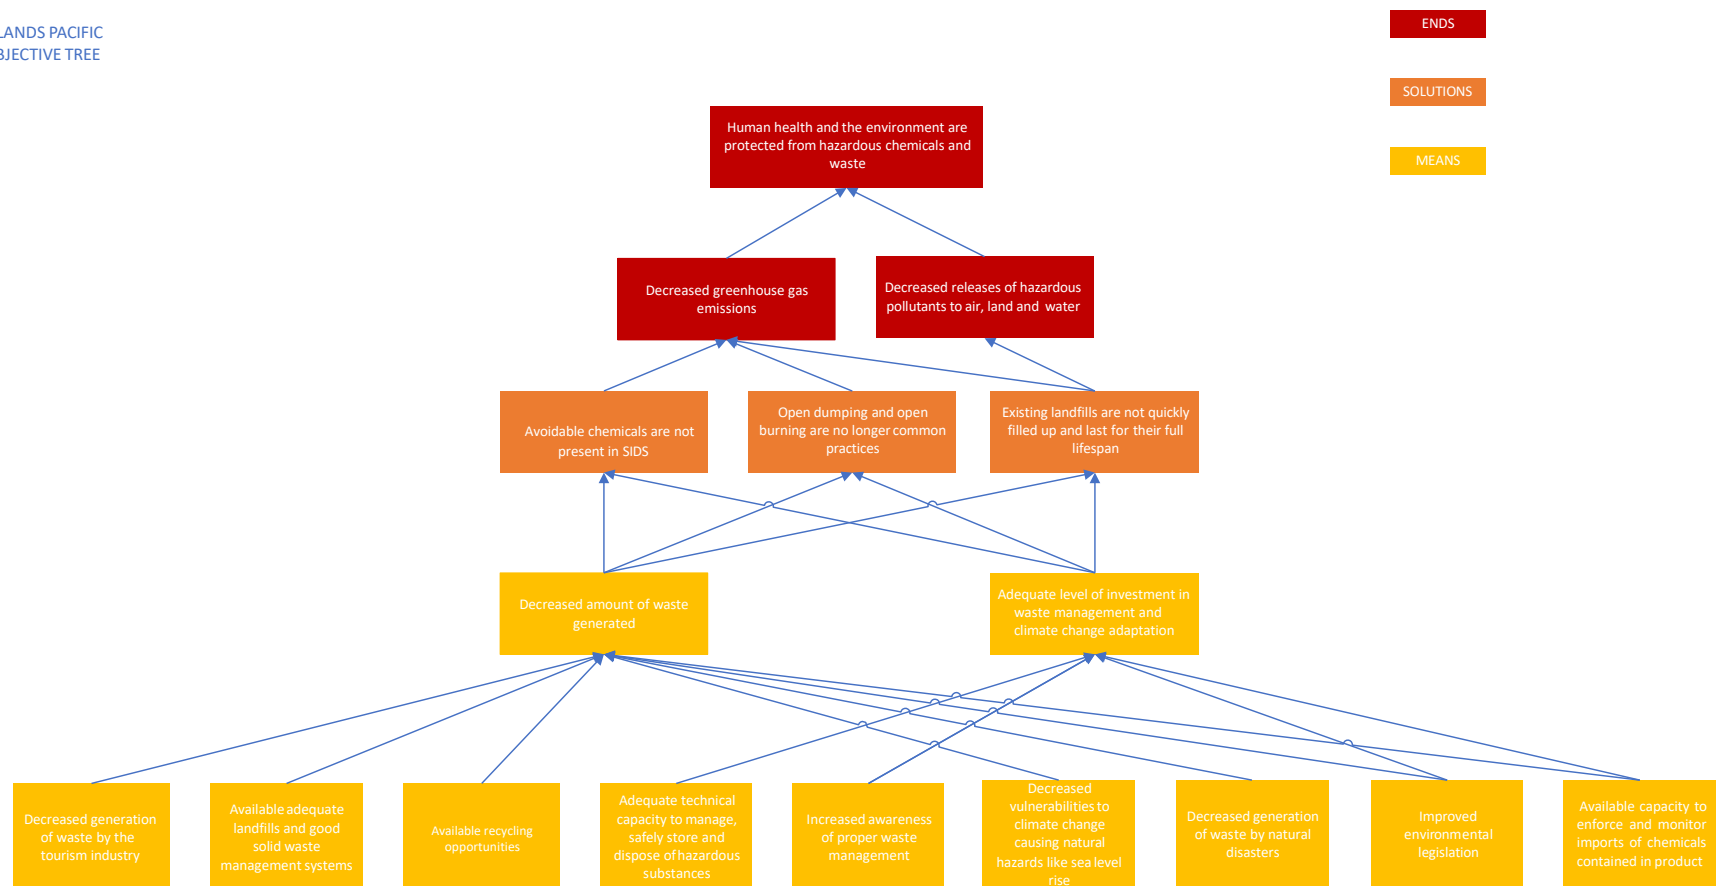 LANDS PACIFIC
BJECTIVE TREE
ENDS
SOLUTIONS
MEANS
Human health and the environment are
protected from hazardous chemicals and
waste
Decreased greenhouse gas
emissions
Decreased releases of hazardous
pollutants to air, land and water
Avoidable chemicals are not
present in SIDS
Open dumping and open
burning are no longer common
practices
Existing landfills are not quickly
filled up and last for their full
lifespan
Decreased amount of waste
generated
Adequate level of investment in
waste management and
climate change adaptation
Decreased generation
of waste by the
tourism industry
Available adequate
landfills and good
solid waste
management systems
Available recycling
opportunities
Adequate technical
capacity to manage,
safely store and
dispose of hazardous
substances
Increased awareness
of proper waste
management
Decreased
vulnerabilities to
climate change
causing natural
hazards like sea level
rise
Decreased generation
of waste by natural
disasters
Improved
environmental
legislation
Available capacity to
enforce and monitor
imports of chemicals
contained in product